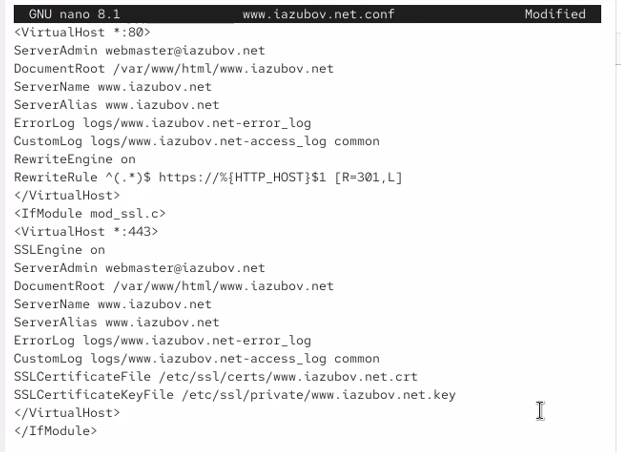 GNU nano 8.1 www.iazubov.net.conf Modified
<VirtualHost *:80>
ServerAdmin webmaster@iazubov.net
DocumentRoot /var/www/html/www.iazubov.net
ServerName www.iazubov.net
ServerAlias www.iazubov.net
ErrorLog logs/www.iazubov.net-error_log
CustomLog logs/www.iazubov.net-access_log common
RewriteEngine on
RewriteRule ^(.*)$ https://%{HTTP_HOST}$1 [R=301,L]
</VirtualHost>
<IfModule mod_ssl.c>
<VirtualHost *:443>
SSLEngine on
ServerAdmin webmaster@iazubov.net
DocumentRoot /var/www/html/www.iazubov.net
ServerName www.iazubov.net
ServerAlias www.iazubov.net
ErrorLog logs/www.iazubov.net-error_log
CustomLog logs/www.iazubov.net-access_log common
SSLCertificateFile /etc/ssl/certs/www.iazubov.net.crt
SSLCertificateKeyFile /etc/ssl/private/www.iazubov.net.key
</VirtualHost>
</IfModule>